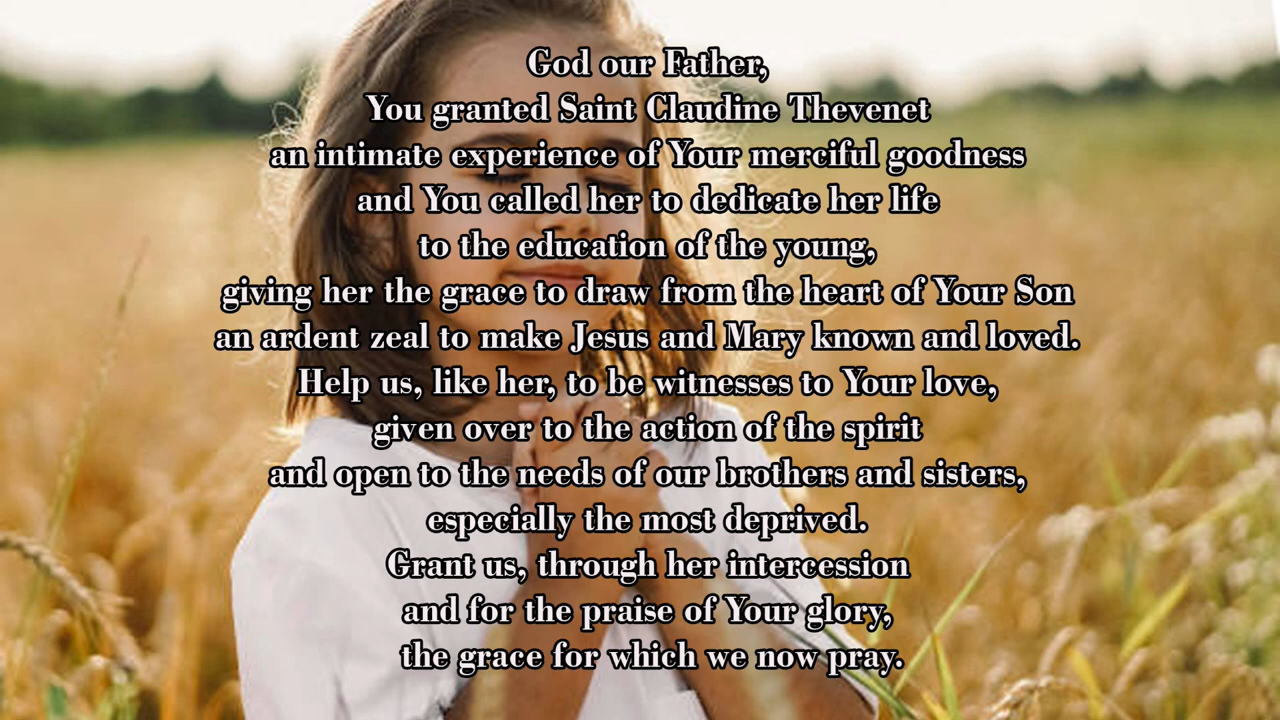 God our Father,
You granted Saint Claudine Thevenet
an intimate experience of Your merciful goodness
and You called her to dedicate her life
to the education of the young,
giving her the grace to draw from the heart of Your Son
an ardent zeal to make Jesus and Mary known and loved.
Help us, like her, to be witnesses to Your love,
given over to the action of the spirit
and open to the needs of our brothers and sisters,
especially the most deprived.
Grant us, through her intercession
and for the praise of Your glory,
the grace for which we now pray.